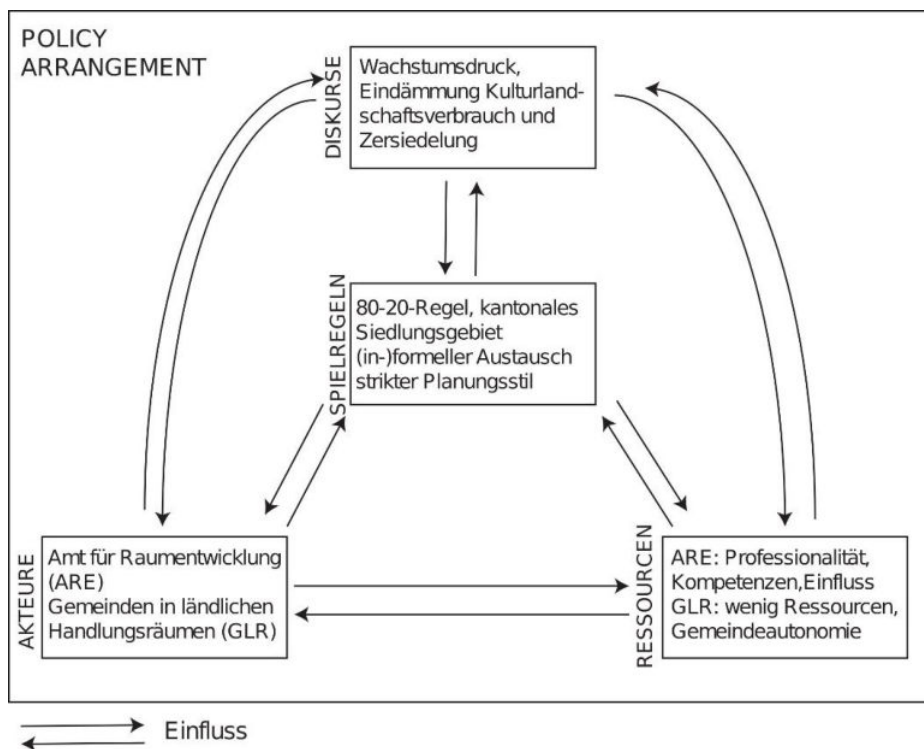 POLICY
ARRANGEMENT
DISKURSE
Wachstumsdruck,
Eindämmung Kulturland-
schaftsverbrauch und
Zersiedelung
SPIELREGELN
80-20-Regel, kantonales
Siedlungsgebiet
(in-)formeller Austausch
strikter Planungsstil
AKTEURE
Amt für Raumentwicklung
(ARE)
Gemeinden in ländlichen
Handlungsräumen (GLR)
RESSOURCEN
ARE: Professionalität,
Kompetenzen,Einfluss
GLR: wenig Ressourcen,
Gemeindeautonomie
Einfluss